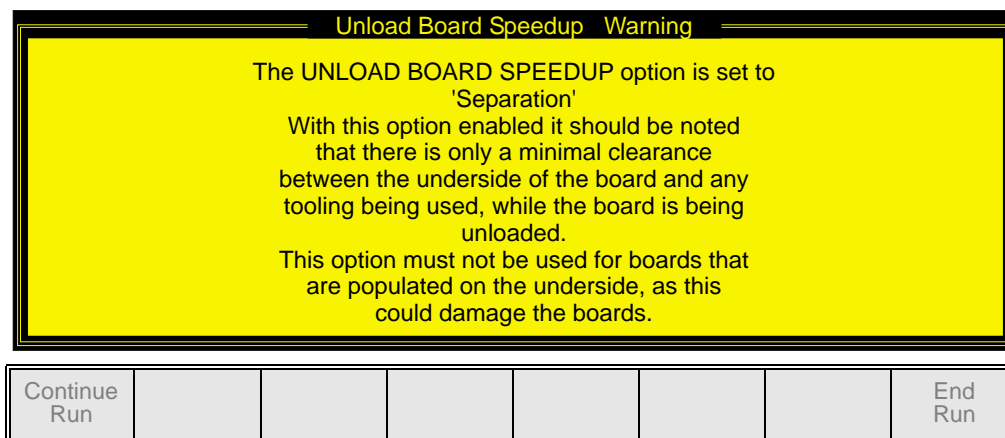 Unload Board Speedup Warning
The UNLOAD BOARD SPEEDUP option is set to
'Separation'
With this option enabled it should be noted
that there is only a minimal clearance
between the underside of the board and any
tooling being used, while the board is being
unloaded.
This option must not be used for boards that
are populated on the underside, as this
could damage the boards.
Continue
Run
End
Run